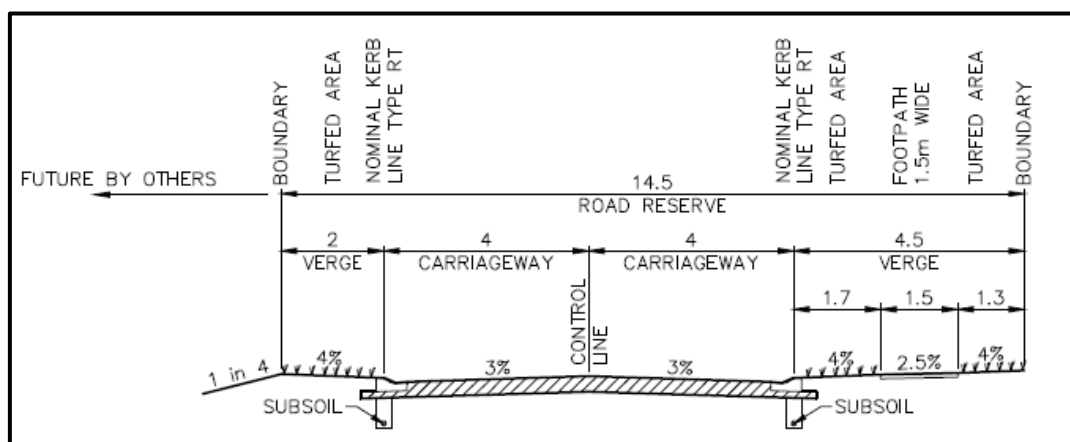 BOUNDARY
TURFED AREA
NOMINAL KERB
LINE TYPE RT
NOMINAL KERB
LINE TYPE RT
TURFED AREA
FOOTPATH
1.5m WIDE
TURFED AREA
BOUNDARY
FUTURE BY OTHERS
14.5
ROAD RESERVE
2
VERGE
4
CARRIAGEWAY
4
CARRIAGEWAY
4.5
VERGE
1.7
1.5
1.3
CONTROL
LINE
1 in 4
4%
3%
3%
4%
2.5%
4%
SUBSOIL
SUBSOIL